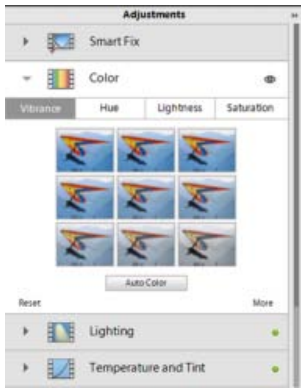 Adjustments
Smart Fix
Color
Vibrance Hue Lightness Saturation
Auto Color
Reset More
Lighting
Temperature and Tint